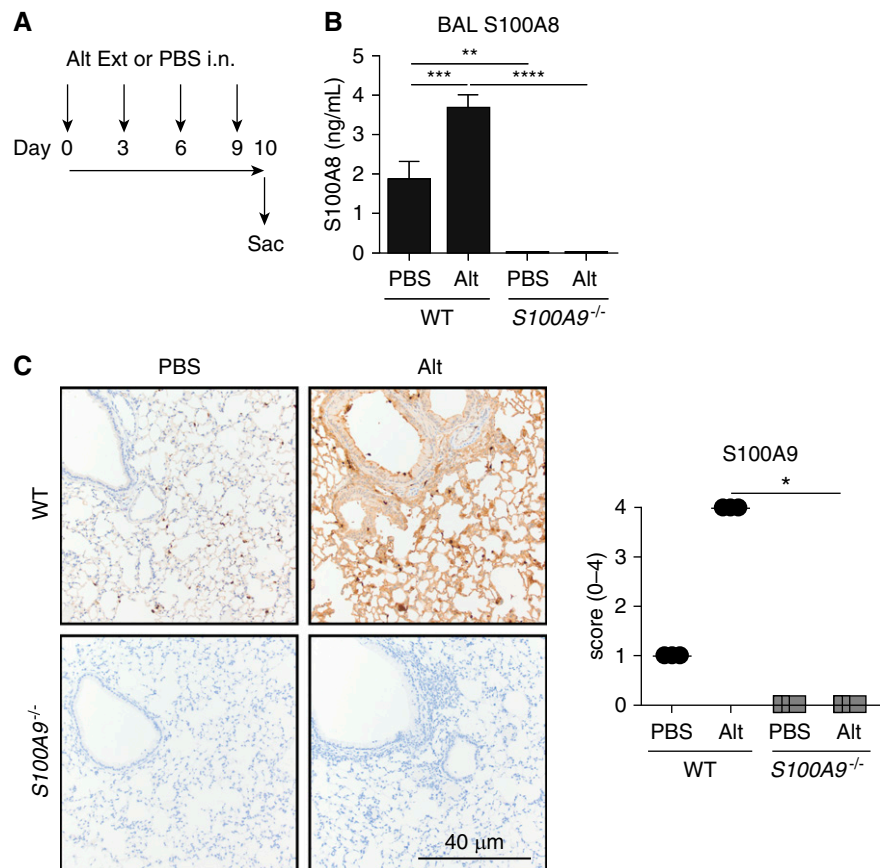 A
Alt Ext or PBS i.n.
Day 0 3 6 9 10
Sac
B
BAL S100A8
S100A8 (ng/mL)
5
4
3
2
1
0
**
*** ****
PBS Alt PBS Alt
WT S100A9-/-
C
PBS Alt
WT
S100A9-/-
40 µm
S100A9
score (0–4)
4
3
2
1
0
*
PBS Alt PBS Alt
WT S100A9-/-